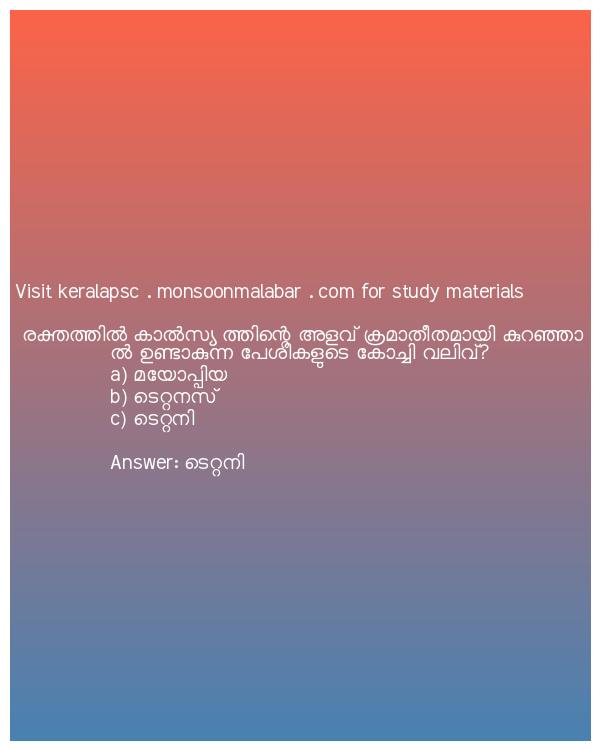 Visit keralapsc . monsoonmalabar . com for study materials
രക്തത്തിൽ കാൽസ്യ ത്തിന്റെ അളവ് ക്രമാതീതമായി കുറഞ്ഞാ
ൽ ഉണ്ടാകുന്ന പേശികളുടെ കോച്ചി വലിവ്?
a) മയോപ്പിയ
b) ടെറ്റനസ്
c) ടെറ്റനി
Answer: ടെറ്റനി